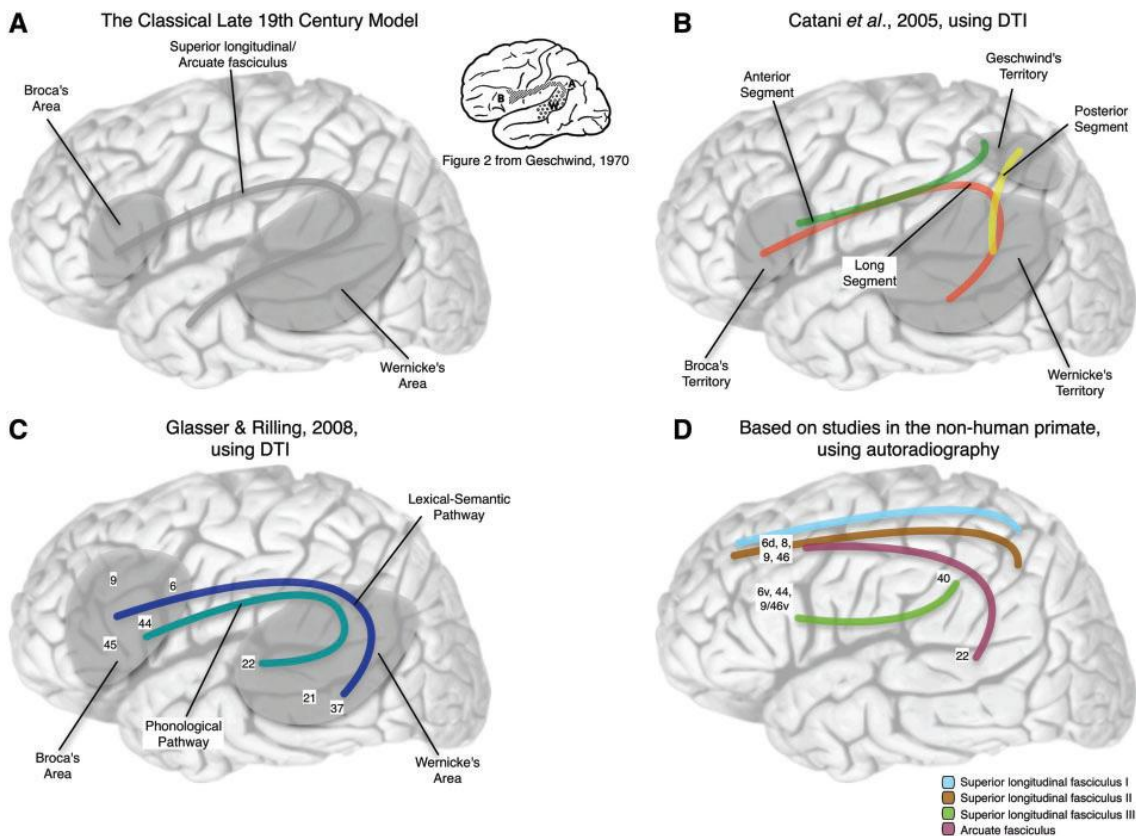 A
The Classical Late 19th Century Model
Superior longitudinal/
Arcuate fasciculus
Broca's
Area
B
A
W
Figure 2 from Geschwind, 1970
Wernicke's
Area
B
Catani et al., 2005, using DTI
Geschwind's
Territory
Anterior
Segment
Posterior
Segment
Long
Segment
Broca's
Territory
Wernicke's
Territory
C
Glasser & Rilling, 2008,
using DTI
Lexical-Semantic
Pathway
9
6
44
45
22
21
37
Phonological
Pathway
Broca's
Area
Wernicke's
Area
D
Based on studies in the non-human primate,
using autoradiography
6d, 8,
9, 46
6v, 44,
9/46v
40
22
Superior longitudinal fasciculus I
Superior longitudinal fasciculus II
Superior longitudinal fasciculus III
Arcuate fasciculus